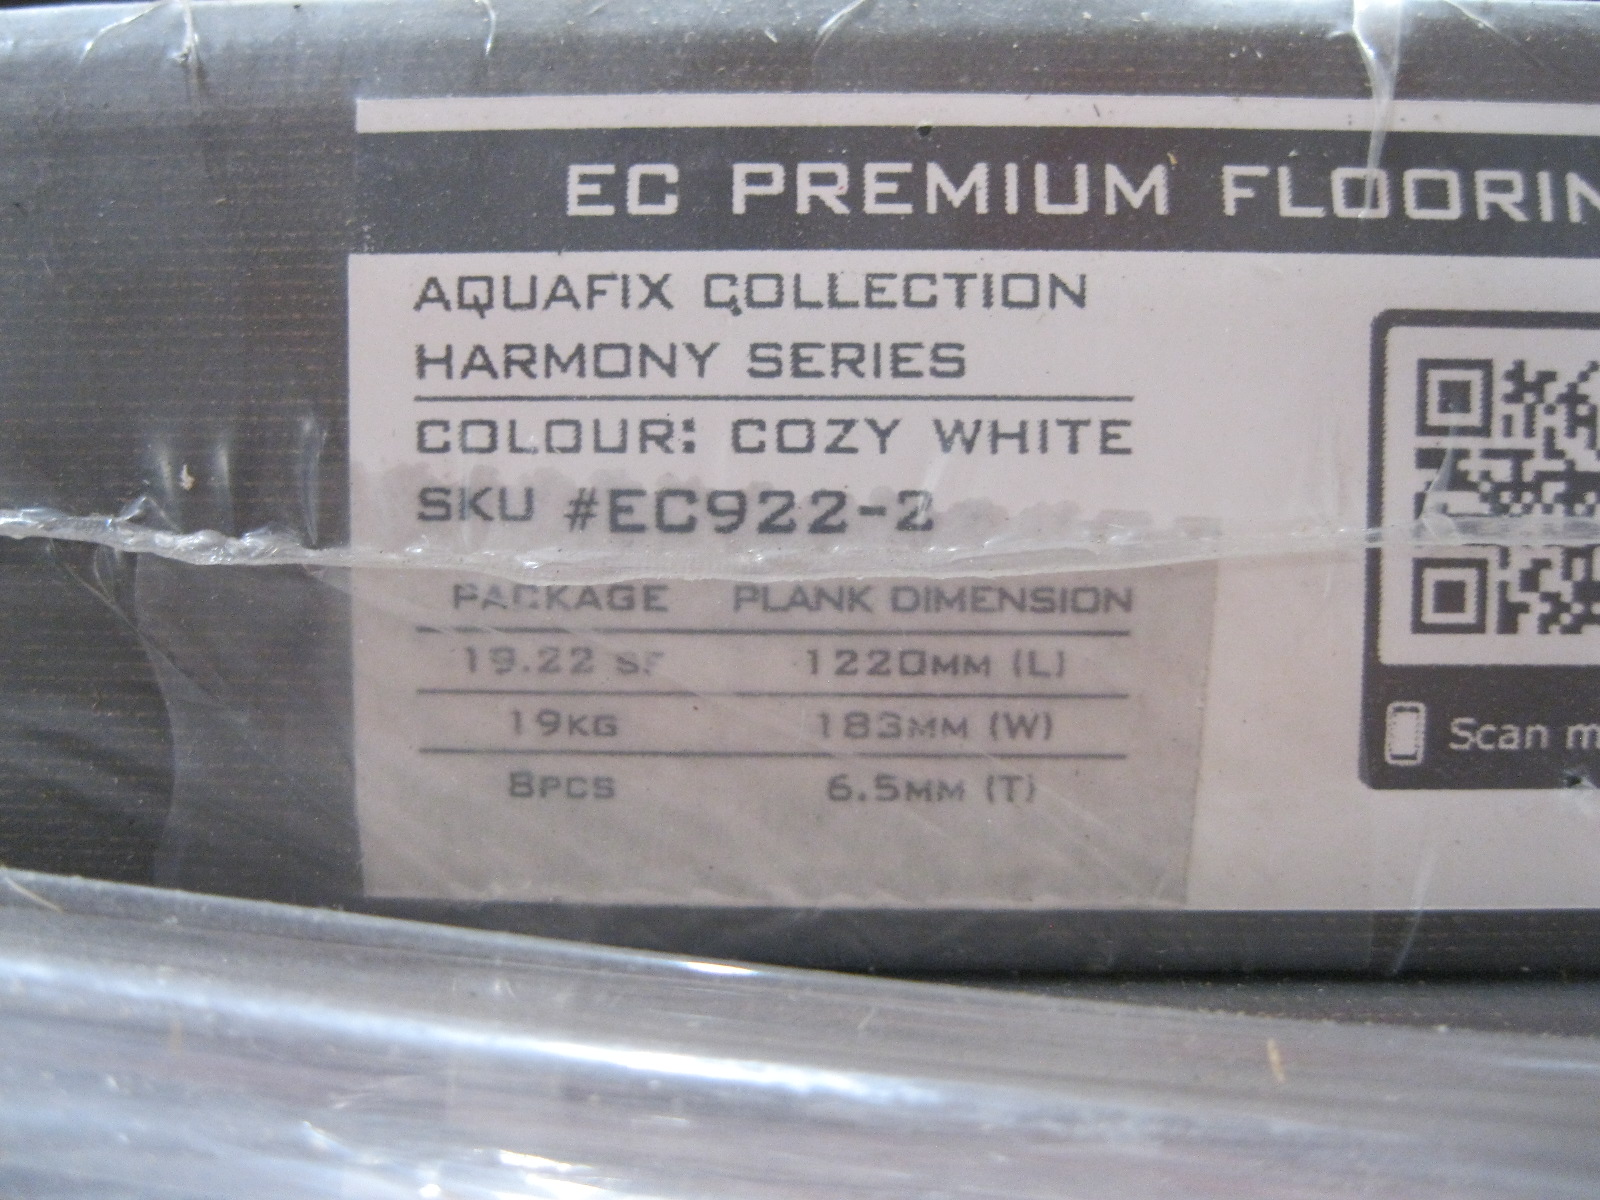 EC PREMIUM FLOORIN
AQUAFIX COLLECTION
HARMONY SERIES
COLOUR: COZY WHITE
SKU #EC922-2
PACKAGE PLANK DIMENSION
19.22 SF 1220MM (L)
19KG 183MM (W)
8PCS 6.5MM (T)
Scan m